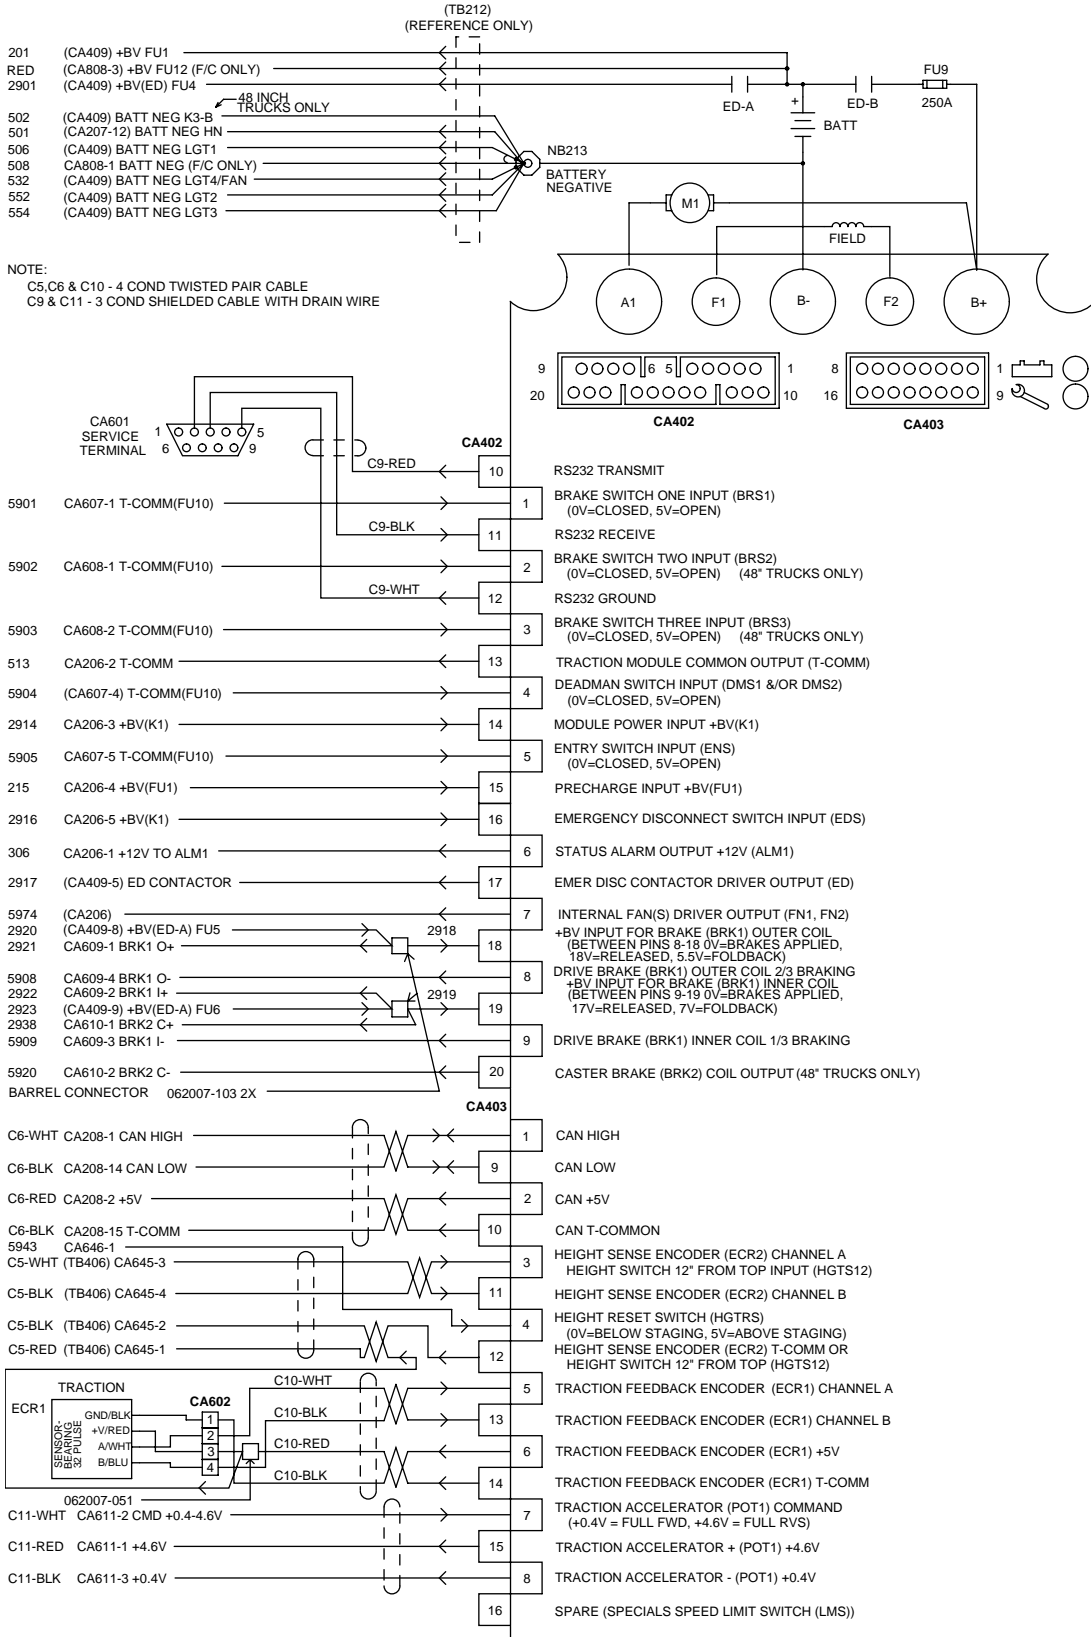 (TB212)
(REFERENCE ONLY)
201 (CA409) +BV FU1
RED (CA808-3) +BV FU12 (F/C ONLY)
2901 (CA409) +BV(ED) FU4
48 INCH
TRUCKS ONLY
502 (CA409) BATT NEG K3-B
501 (CA207-12) BATT NEG HN
506 (CA409) BATT NEG LGT1
508 CA808-1 BATT NEG (F/C ONLY)
532 (CA409) BATT NEG LGT4/FAN
552 (CA409) BATT NEG LGT2
554 (CA409) BATT NEG LGT3
NB213
BATTERY
NEGATIVE
ED-A
+
BATT
ED-B
FU9
250A
M1
FIELD
A1 F1 B- F2 B+
NOTE:
C5,C6 & C10 - 4 COND TWISTED PAIR CABLE
C9 & C11 - 3 COND SHIELDED CABLE WITH DRAIN WIRE
9 6 5 1
20 10
CA402
8 1
16 9
CA403
CA601
SERVICE
TERMINAL
1 5
6 9
CA402
C9-RED 10 RS232 TRANSMIT
5901 CA607-1 T-COMM(FU10) 1 BRAKE SWITCH ONE INPUT (BRS1)
(0V=CLOSED, 5V=OPEN)
C9-BLK 11 RS232 RECEIVE
5902 CA608-1 T-COMM(FU10) 2 BRAKE SWITCH TWO INPUT (BRS2)
(0V=CLOSED, 5V=OPEN) (48" TRUCKS ONLY)
C9-WHT 12 RS232 GROUND
5903 CA608-2 T-COMM(FU10) 3 BRAKE SWITCH THREE INPUT (BRS3)
(0V=CLOSED, 5V=OPEN) (48" TRUCKS ONLY)
513 CA206-2 T-COMM 13 TRACTION MODULE COMMON OUTPUT (T-COMM)
5904 (CA607-4) T-COMM(FU10) 4 DEADMAN SWITCH INPUT (DMS1 &/OR DMS2)
(0V=CLOSED, 5V=OPEN)
2914 CA206-3 +BV(K1) 14 MODULE POWER INPUT +BV(K1)
5905 CA607-5 T-COMM(FU10) 5 ENTRY SWITCH INPUT (ENS)
(0V=CLOSED, 5V=OPEN)
215 CA206-4 +BV(FU1) 15 PRECHARGE INPUT +BV(FU1)
2916 CA206-5 +BV(K1) 16 EMERGENCY DISCONNECT SWITCH INPUT (EDS)
306 CA206-1 +12V TO ALM1 6 STATUS ALARM OUTPUT +12V (ALM1)
2917 (CA409-5) ED CONTACTOR 17 EMER DISC CONTACTOR DRIVER OUTPUT (ED)
5974 (CA206) 7 INTERNAL FAN(S) DRIVER OUTPUT (FN1, FN2)
2920 (CA409-8) +BV(ED-A) FU5 2918 +BV INPUT FOR BRAKE (BRK1) OUTER COIL
2921 CA609-1 BRK1 O+ 18 (BETWEEN PINS 8-18 0V=BRAKES APPLIED,
18V=RELEASED, 5.5V=FOLDBACK)
5908 CA609-4 BRK1 O- 8 DRIVE BRAKE (BRK1) OUTER COIL 2/3 BRAKING
2922 CA609-2 BRK1 I+ 2919 +BV INPUT FOR BRAKE (BRK1) INNER COIL
2923 (CA409-9) +BV(ED-A) FU6 19 (BETWEEN PINS 9-19 0V=BRAKES APPLIED,
17V=RELEASED, 7V=FOLDBACK)
2938 CA610-1 BRK2 C+
5909 CA609-3 BRK1 I- 9 DRIVE BRAKE (BRK1) INNER COIL 1/3 BRAKING
5920 CA610-2 BRK2 C- 20 CASTER BRAKE (BRK2) COIL OUTPUT (48" TRUCKS ONLY)
BARREL CONNECTOR 062007-103 2X
CA403
C6-WHT CA208-1 CAN HIGH 1 CAN HIGH
C6-BLK CA208-14 CAN LOW 9 CAN LOW
C6-RED CA208-2 +5V 2 CAN +5V
C6-BLK CA208-15 T-COMM 10 CAN T-COMMON
5943 CA646-1
C5-WHT (TB406) CA645-3 3 HEIGHT SENSE ENCODER (ECR2) CHANNEL A
HEIGHT SWITCH 12" FROM TOP INPUT (HGTS12)
C5-BLK (TB406) CA645-4 11 HEIGHT SENSE ENCODER (ECR2) CHANNEL B
4 HEIGHT RESET SWITCH (HGTRS)
(0V=BELOW STAGING, 5V=ABOVE STAGING)
C5-BLK (TB406) CA645-2
C5-RED (TB406) CA645-1 12 HEIGHT SENSE ENCODER (ECR2) T-COMM OR
HEIGHT SWITCH 12" FROM TOP (HGTS12)
TRACTION
ECR1
SENSOR-
BEARING
32 PULSE
GND/BLK
+V/RED
A/WHT
B/BLU
CA602
1
2
3
4
C10-WHT 5 TRACTION FEEDBACK ENCODER (ECR1) CHANNEL A
C10-BLK 13 TRACTION FEEDBACK ENCODER (ECR1) CHANNEL B
C10-RED 6 TRACTION FEEDBACK ENCODER (ECR1) +5V
C10-BLK 14 TRACTION FEEDBACK ENCODER (ECR1) T-COMM
062007-051
C11-WHT CA611-2 CMD +0.4-4.6V 7 TRACTION ACCELERATOR (POT1) COMMAND
(+0.4V = FULL FWD, +4.6V = FULL RVS)
C11-RED CA611-1 +4.6V 15 TRACTION ACCELERATOR + (POT1) +4.6V
C11-BLK CA611-3 +0.4V 8 TRACTION ACCELERATOR - (POT1) +0.4V
16 SPARE (SPECIALS SPEED LIMIT SWITCH (LMS))